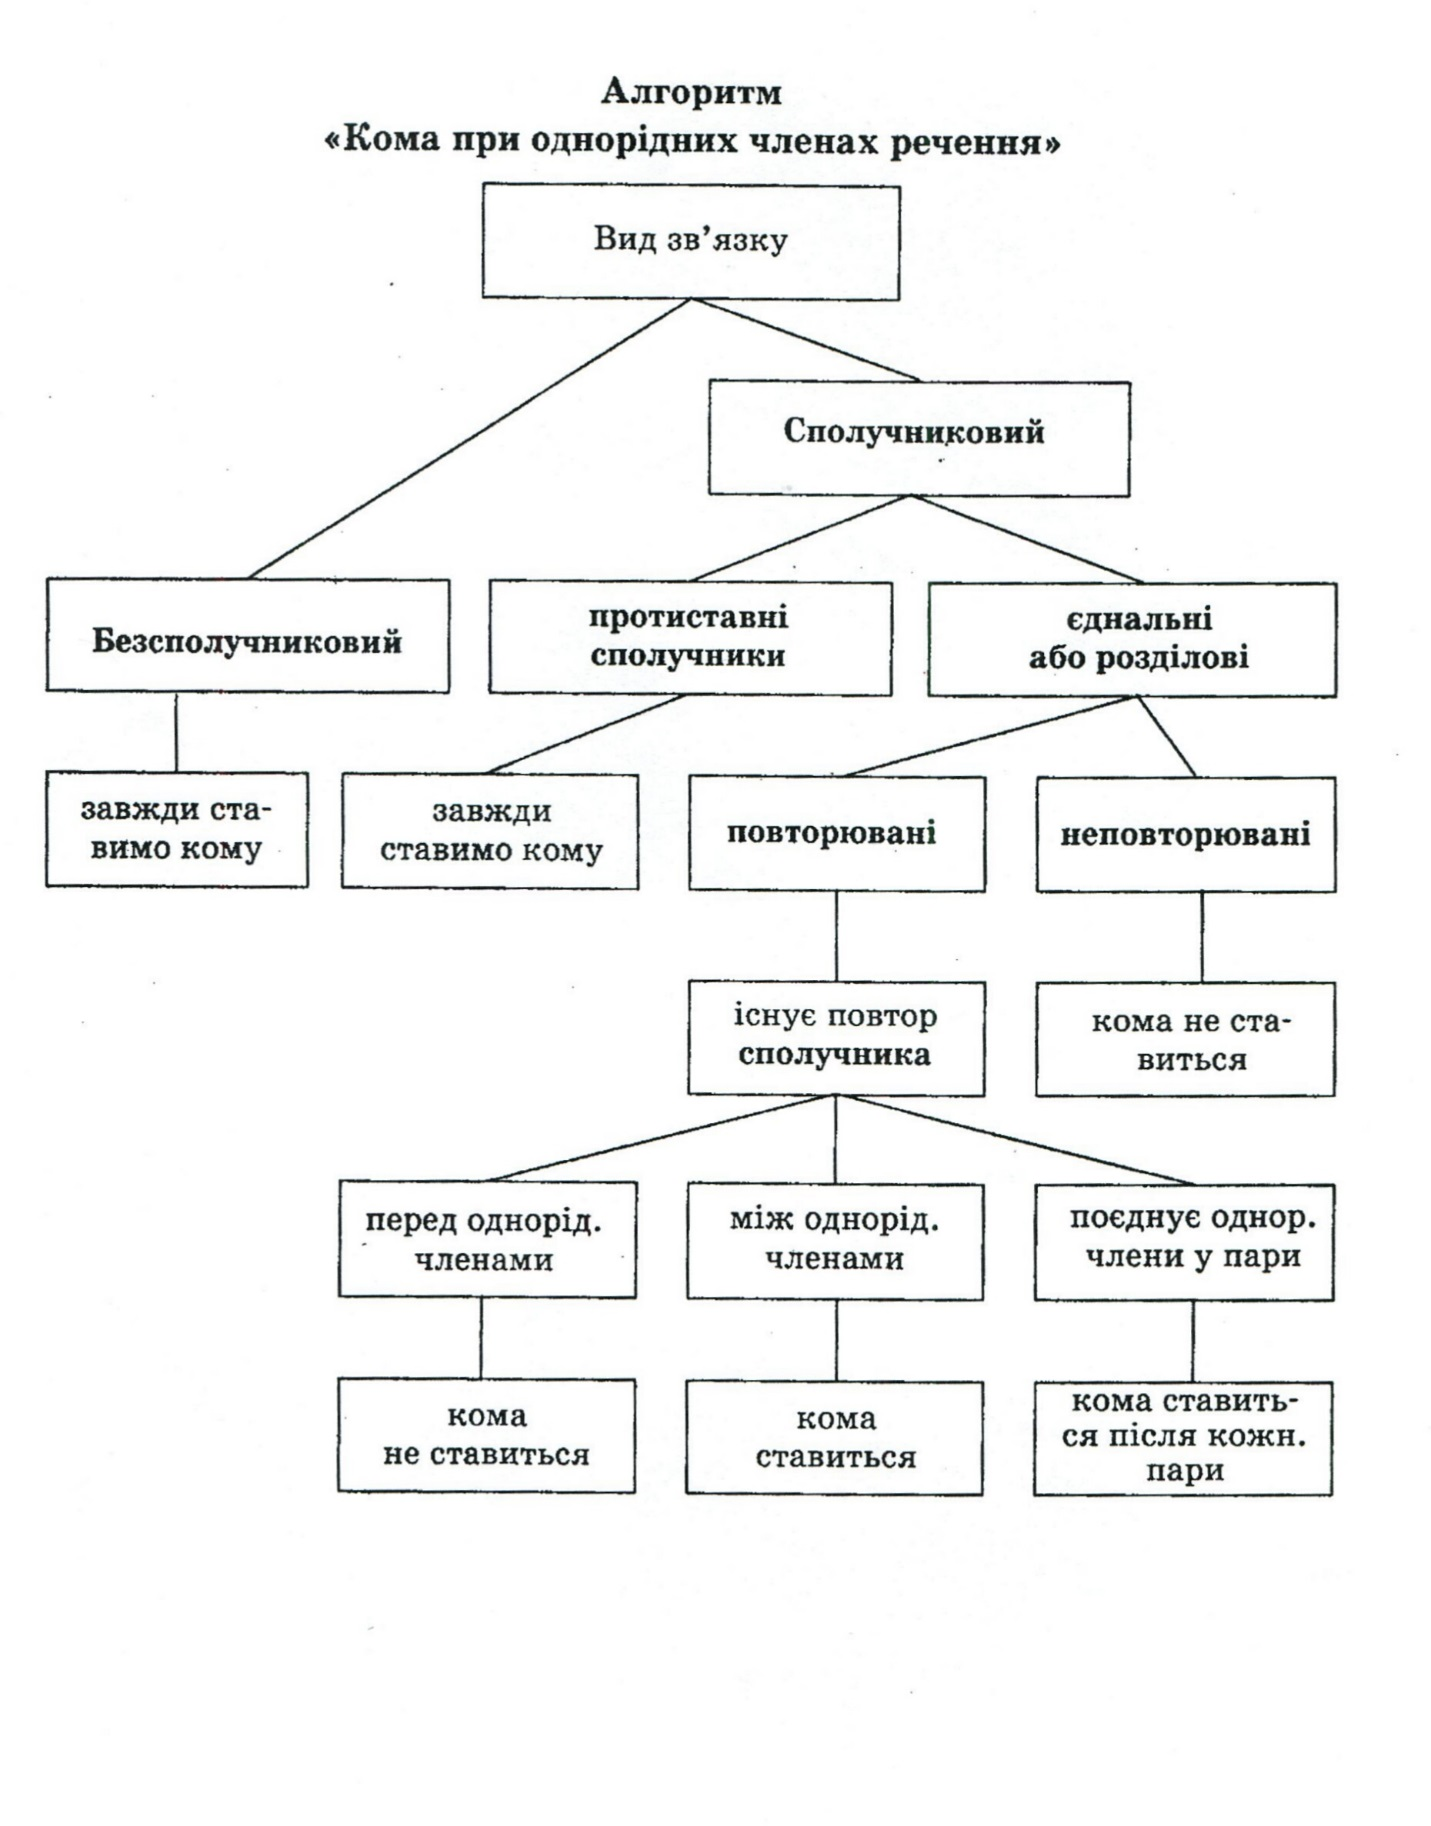 Алгоритм
«Кома при однорідних членах речення»
Вид зв’язку
Сполучниковий
Безсполучниковий
протиставні
сполучники
єднальні
або розділові
завжди ста-
вимо кому
завжди
ставимо кому
повторювані
неповторювані
існує повтор
сполучника
кома не ста-
виться
перед однорід.
членами
між однорід.
членами
поєднує однор.
члени у пари
кома
не ставиться
кома
ставиться
кома ставить-
ся після кожн.
пари